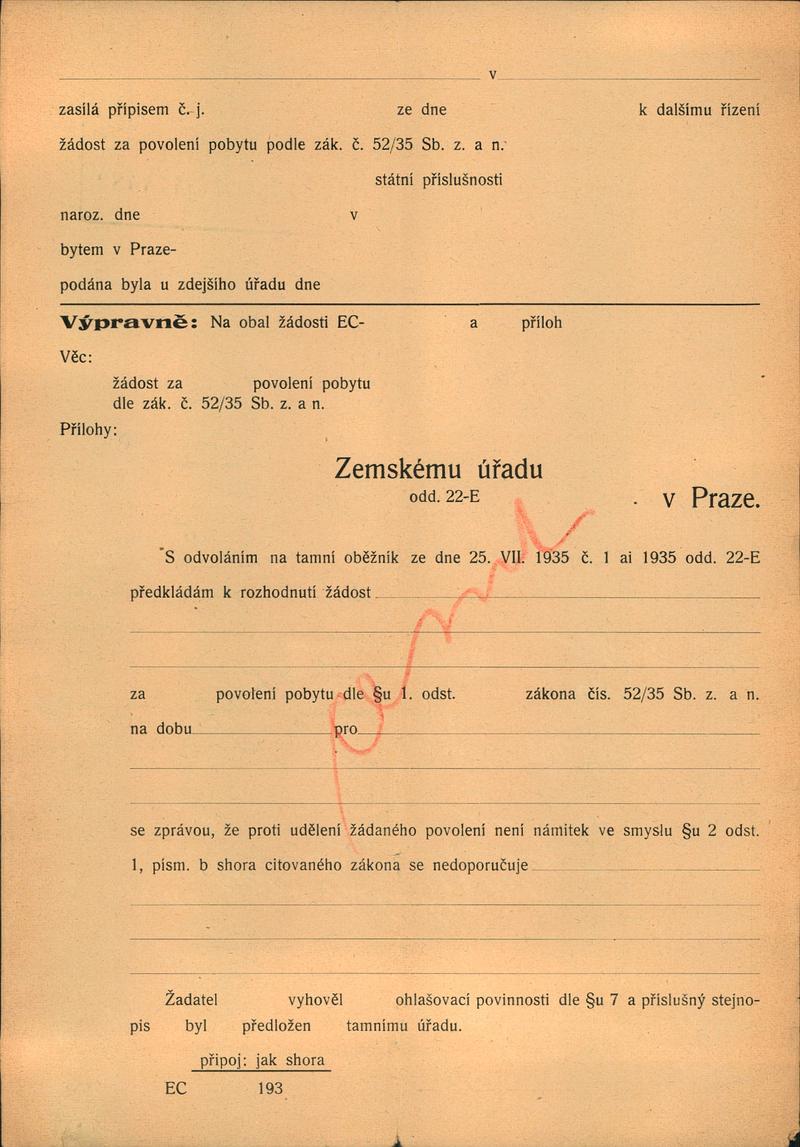 v
zasílá přípisem č. j. ze dne k dalšímu řízení
žádost za povolení pobytu podle zák. č. 52/35 Sb. z. a n.
státní příslušnosti
naroz. dne v
bytem v Praze-
podána byla u zdejšího úřadu dne
Výpravně: Na obal žádosti EC- a příloh
Věc:
žádost za povolení pobytu
dle zák. č. 52/35 Sb. z. a n.
Přílohy:
Zemskému úřadu
odd. 22-E
v Praze.
S odvoláním na tamní oběžník ze dne 25. VII. 1935 č. 1 ai 1935 odd. 22-E
předkládám k rozhodnutí žádost
za povolení pobytu dle §u 1. odst. zákona čís. 52/35 Sb. z. a n.
na dobu pro
se zprávou, že proti udělení žádaného povolení není námitek ve smyslu §u 2 odst.
1, písm. b shora citovaného zákona se nedoporučuje
Žadatel vyhověl ohlašovací povinnosti dle §u 7 a příslušný stejno-
pis byl předložen tamnímu úřadu.
připoj: jak shora
EC 193